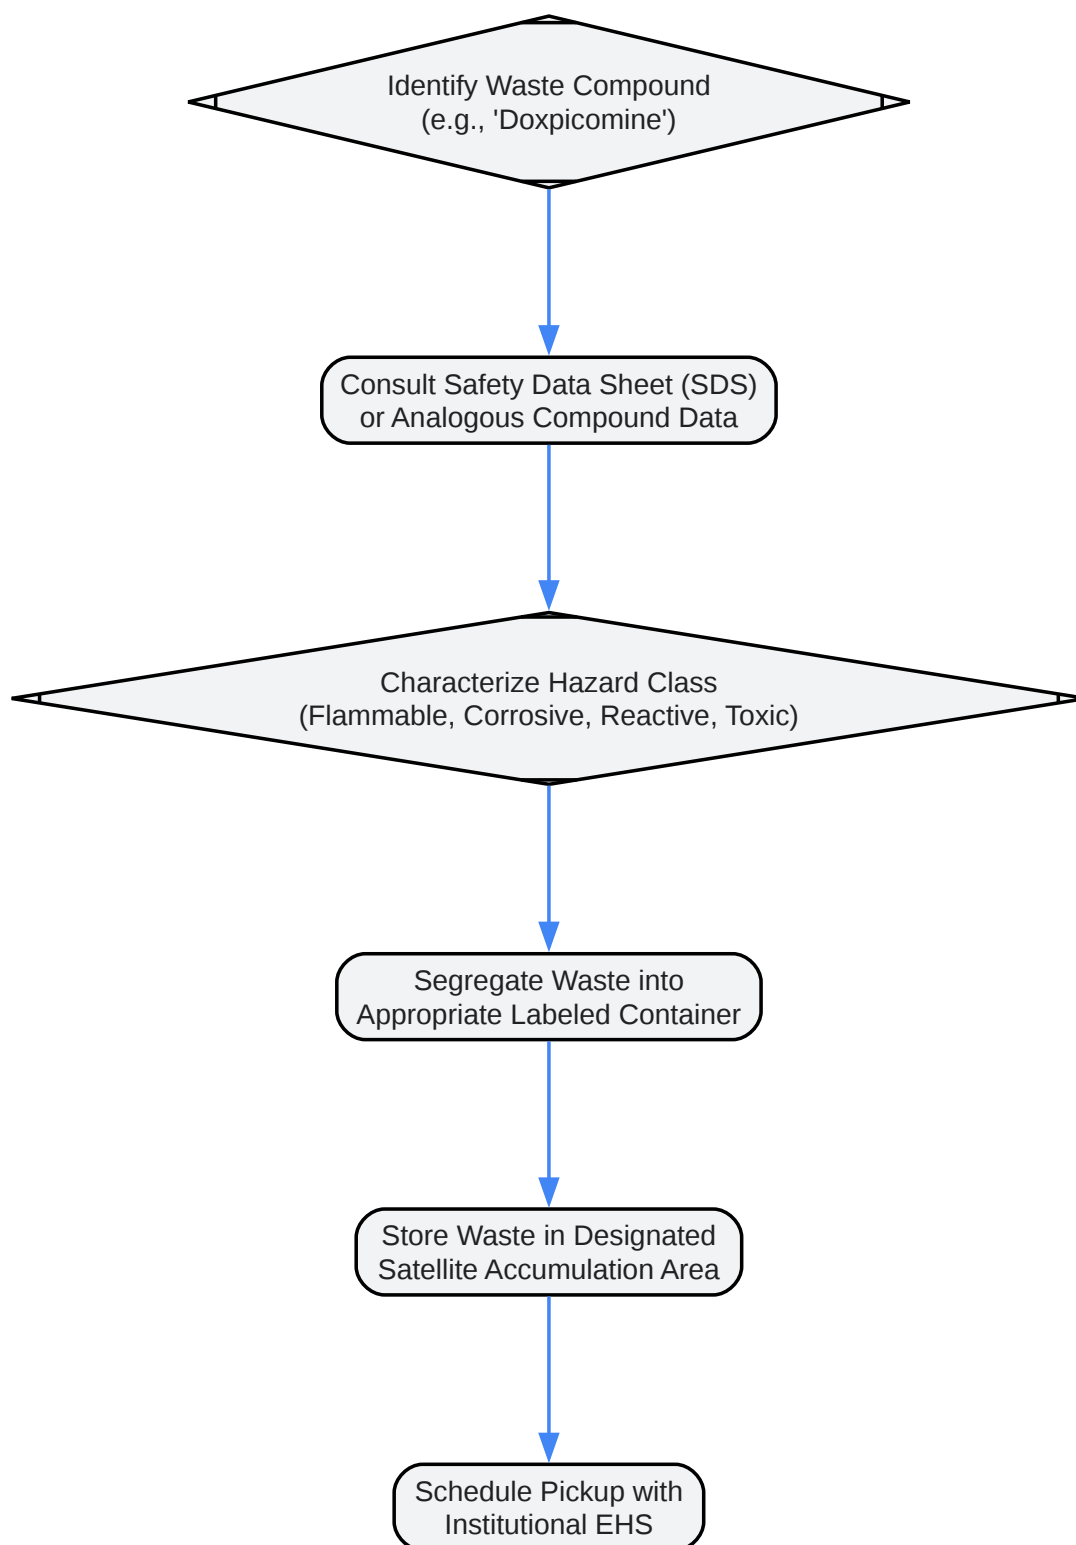 Identify Waste Compound
(e.g., 'Doxpicomine')
Consult Safety Data Sheet (SDS)
or Analogous Compound Data
Characterize Hazard Class
(Flammable, Corrosive, Reactive, Toxic)
Segregate Waste into
Appropriate Labeled Container
Store Waste in Designated
Satellite Accumulation Area
Schedule Pickup with
Institutional EHS